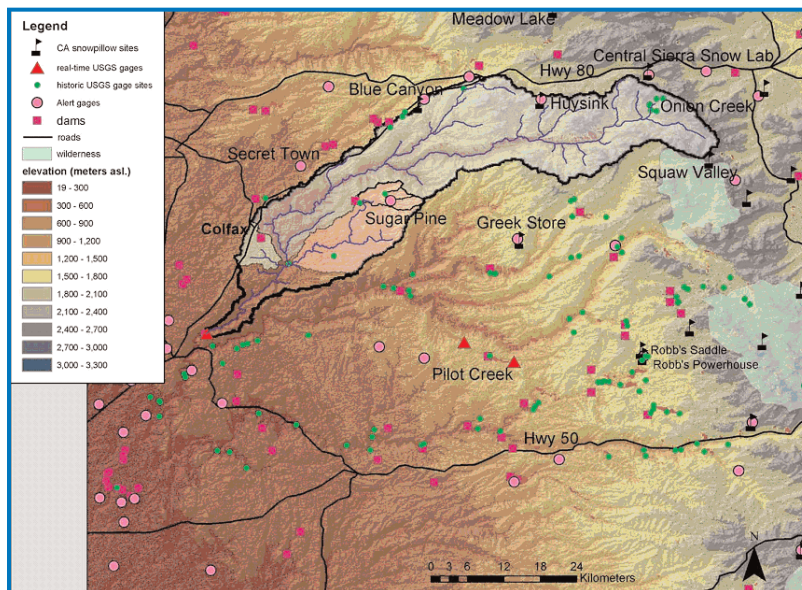 Legend
CA snowpillow sites
real-time USGS gages
historic USGS gage sites
Alert gages
dams
roads
wilderness
elevation (meters asl.)
19 - 300
300 - 600
600 - 900
900 - 1,200
1,200 - 1,500
1,500 - 1,800
1,800 - 2,100
2,100 - 2,400
2,400 - 2,700
2,700 - 3,000
3,000 - 3,300
Meadow Lake
Central Sierra Snow Lab
Hwy 80
Blue Canyon
Huysink
Onion Creek
Secret Town
Squaw Valley
Sugar Pine
Colfax
Greek Store
Robb's Saddle
Robb's Powerhouse
Pilot Creek
Hwy 50
N
0 3 6 12 18 24
Kilometers